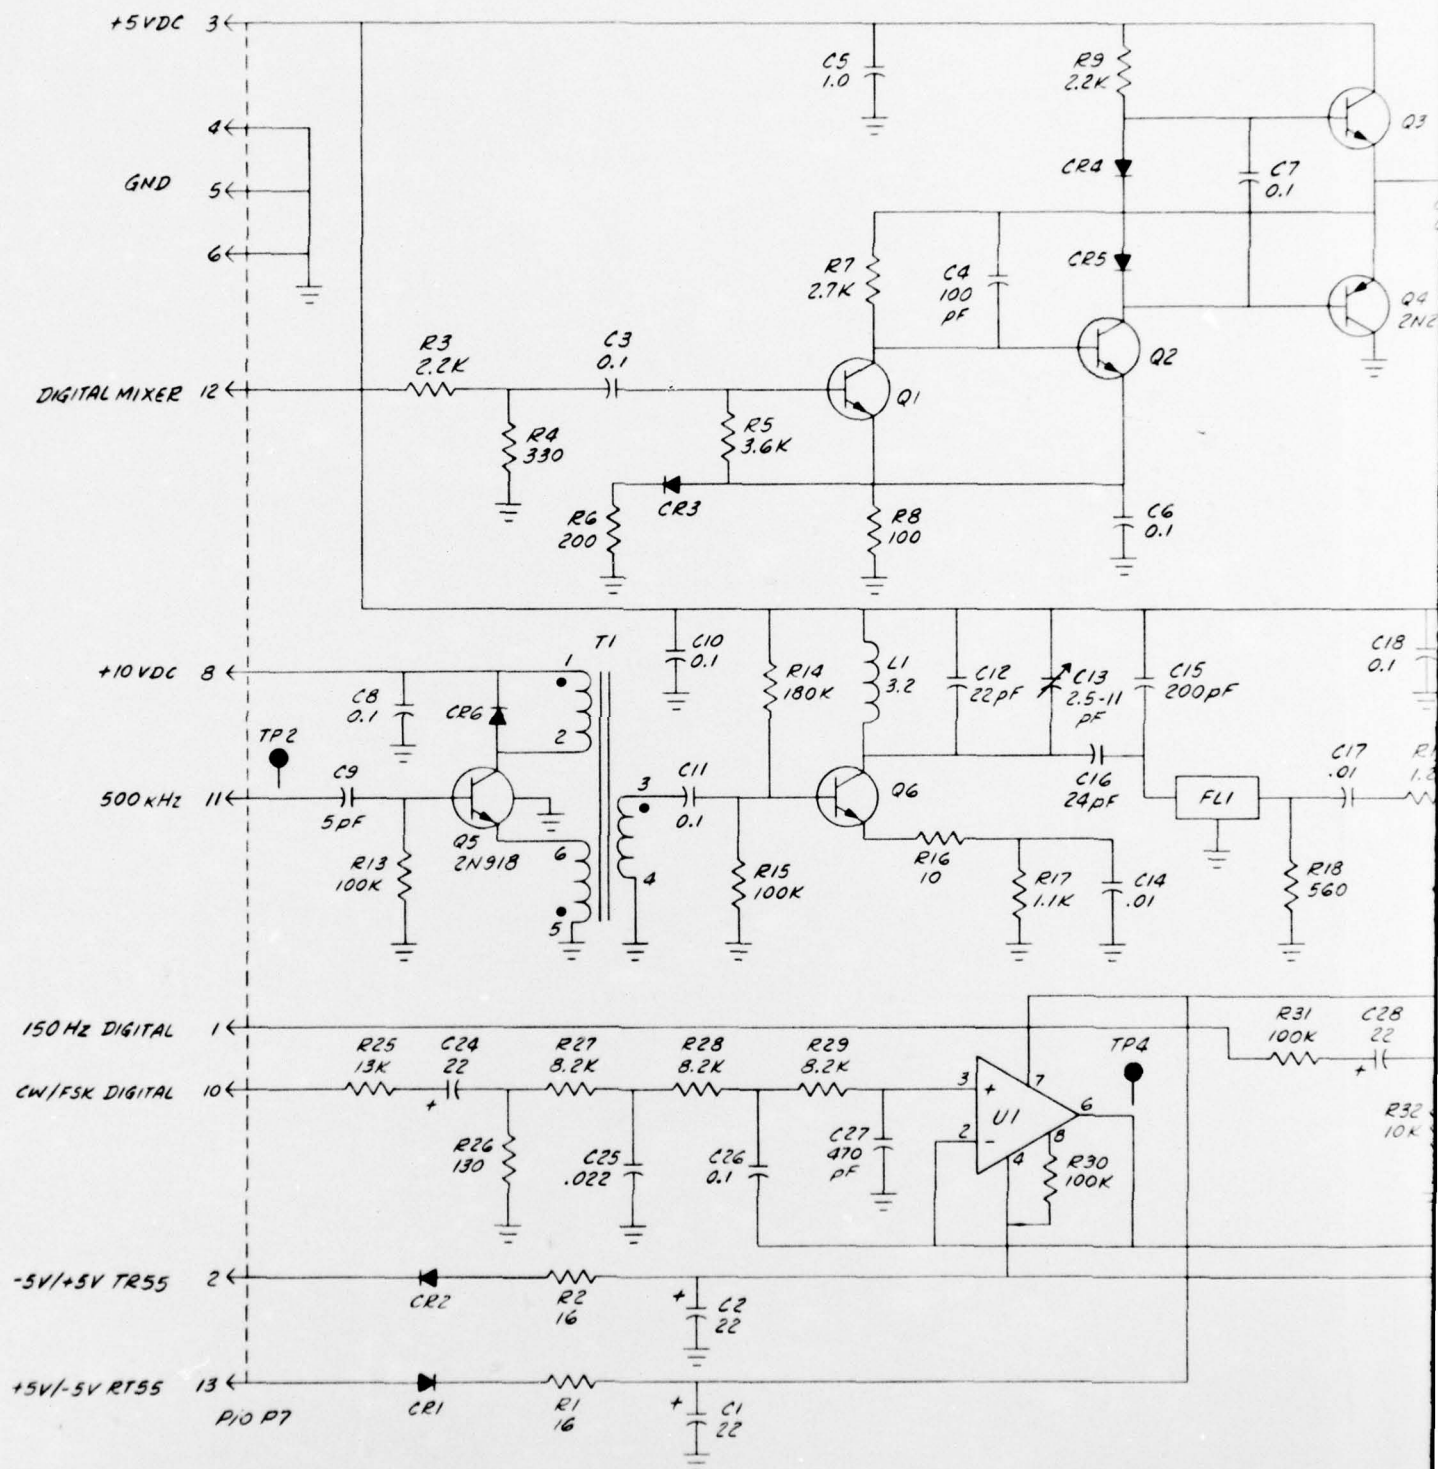 +5VDC 3
C5
1.0
R9
2.2K
Q3
4
GND 5
6
CR4
C7
0.1
R7
2.7K
C4
100
pF
CR5
Q4
Q2
R3
2.2K
C3
0.1
DIGITAL MIXER 12
Q1
R4
330
R5
3.6K
CR3
R6
200
R8
100
C6
0.1
T1
+10VDC 8
1
C10
0.1
R14
180K
L1
3.2
C12
22pF
C13
2.5-11
pF
C15
200pF
C18
0.1
C8
0.1
CR6
2
TP2
C9
5pF
500KHz 11
3
C11
0.1
Q6
C16
24pF
FL1
C17
.01
Q5
2N918
6
R13
100K
4
5
R15
100K
R16
10
R17
1.1K
C14
.01
R18
560
150Hz DIGITAL 1
R31
100K
C28
22
+
R25
13K
C24
22
+
R27
8.2K
R28
8.2K
R29
8.2K
TP4
CW/FSK DIGITAL 10
3 +
7
U1
6
2 -
8
4
R26
130
C25
.022
C26
0.1
C27
470
pF
R30
100K
R32
10K
-5V/+5V TR55 2
CR2
R2
16
+ C2
22
+5V/-5V RT55 13
CR1
R1
16
+ C1
22
P/O P7